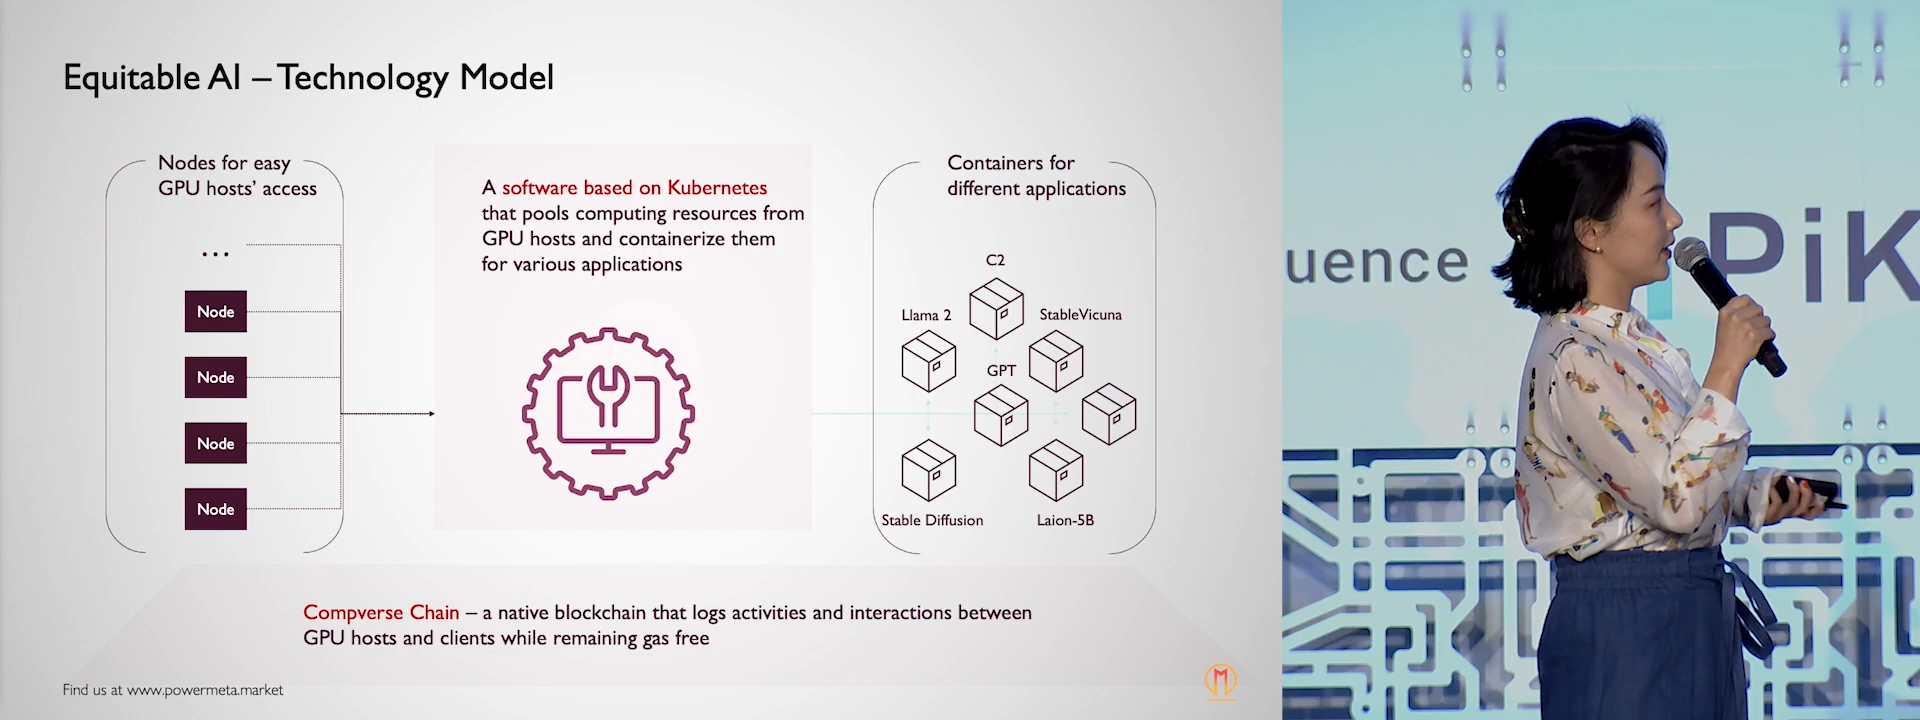 Equitable AI – Technology Model
Nodes for easy
GPU hosts' access
...
Node
Node
Node
Node
A software based on Kubernetes
that pools computing resources from
GPU hosts and containerize them
for various applications
Containers for
different applications
C2
Llama 2
StableVicuna
GPT
Stable Diffusion
Laion-5B
Compverse Chain – a native blockchain that logs activities and interactions between
GPU hosts and clients while remaining gas free
Find us at www.powermeta.market
uence
PiK